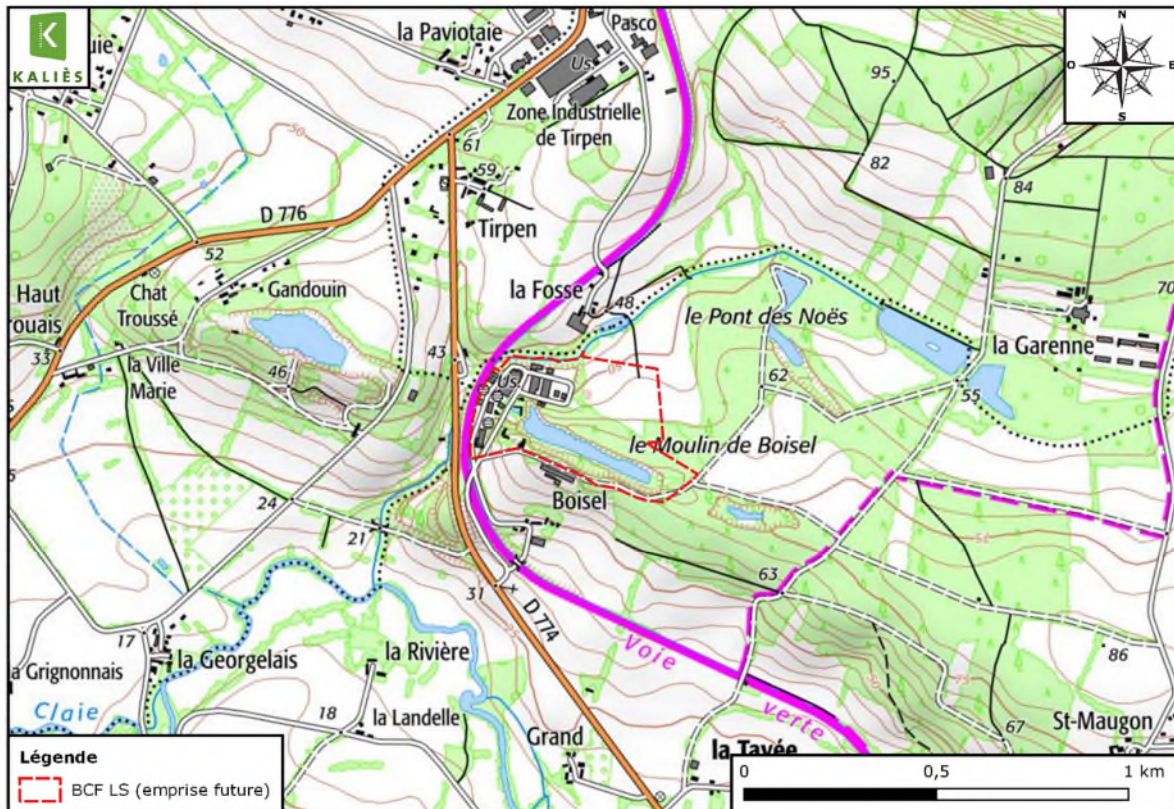 KALIÈS
uie
la Paviotaie
Pasco
Us.
Zone Industrielle
de Tirpen
N
O
E
S
95
75
50
61
82
59
84
D 776
Tirpen
52
Haut
rouais
Chat
Troussé
Gandouin
la Fosse
48
le Pont des Noës
70
la Garenne
33
la Ville
Marie
46
43
Us.
62
55
le Moulin de Boisel
24
Boisel
21
31
D 774
63
17
la Georgelais
a Grignonnais
la Rivière
Voie
verte
86
Claie
la Landelle
18
67
St-Maugon
Grand
la Tavée
Légende
BCF LS (emprise future)
0
0,5
1 km